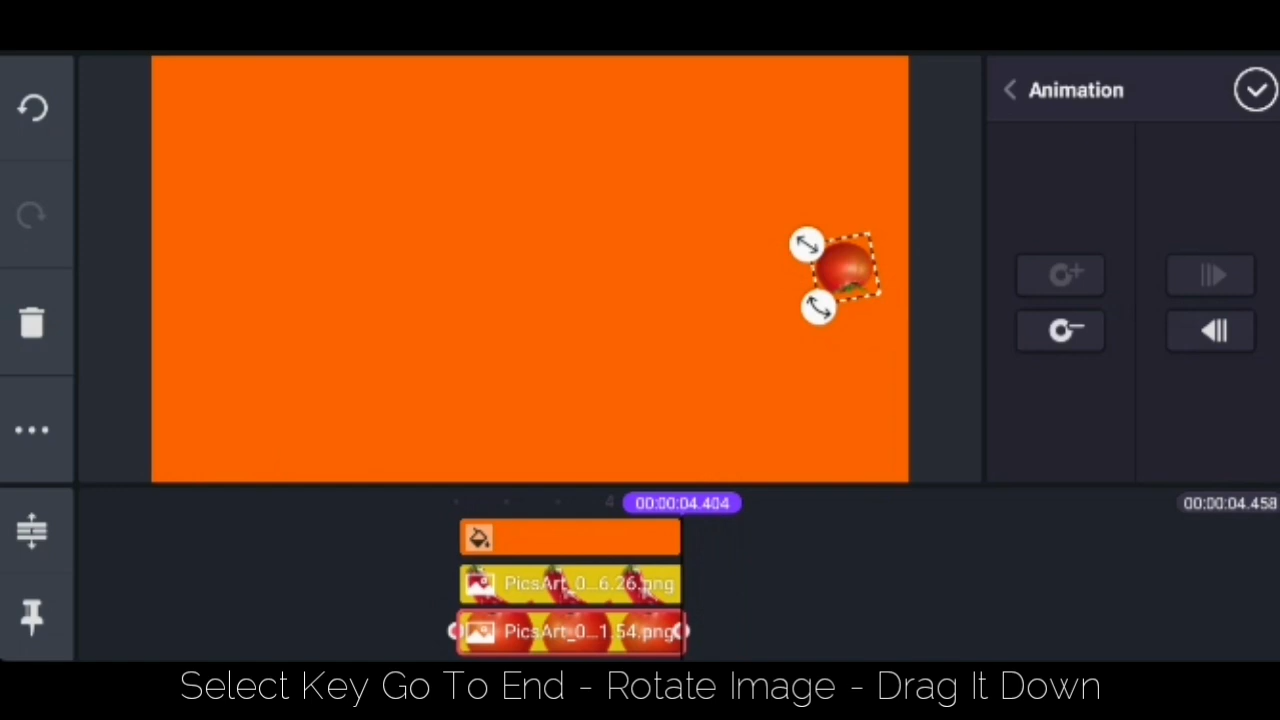 Animation
4
00:00:04.404
00:00:04.458
PicsArt_0...6.26.png
PicsArt_0...1.54.png
Select Key Go To End - Rotate Image - Drag It Down